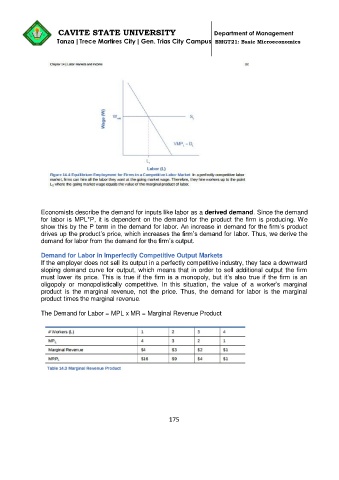 CAVITE STATE UNIVERSITY Department of Management
Tanza | Trece Martires City | Gen. Trias City Campus BMGT21: Basic Microeconomics
Chapter 14 | Labor Markets and Income
Wage (W)
W
S
VMP = D
L
Labor (L)
Figure 14.4 Equilibrium Employment for Firms in a Competitive Labor Market In a perfectly competitive labor
market, firms can hire all the labor they want at the going market wage. Therefore, they hire workers up to the point
L₁ where the going market wage equals the value of the marginal product of labor.
Economists describe the demand for inputs like labor as a derived demand. Since the demand
for labor is MPL*P, it is dependent on the demand for the product the firm is producing. We
show this by the P term in the demand for labor. An increase in demand for the firm's product
drives up the product's price, which increases the firm's demand for labor. Thus, we derive the
demand for labor from the demand for the firm's output.
Demand for Labor in Imperfectly Competitive Output Markets
If the employer does not sell its output in a perfectly competitive industry, they face a downward
sloping demand curve for output, which means that in order to sell additional output the firm
must lower its price. This is true if the firm is a monopoly, but it's also true if the firm is an
oligopoly or monopolistically competitive. In this situation, the value of a worker's marginal
product is the marginal revenue, not the price. Thus, the demand for labor is the marginal
product times the marginal revenue.
The Demand for Labor = MPL x MR = Marginal Revenue Product
# Workers (L) 1 2 3 4
MPL 4 3 2 1
Marginal Revenue $4 $3 $2 $1
MRPL $16 $9 $4 $1
Table 14.3 Marginal Revenue Product
175